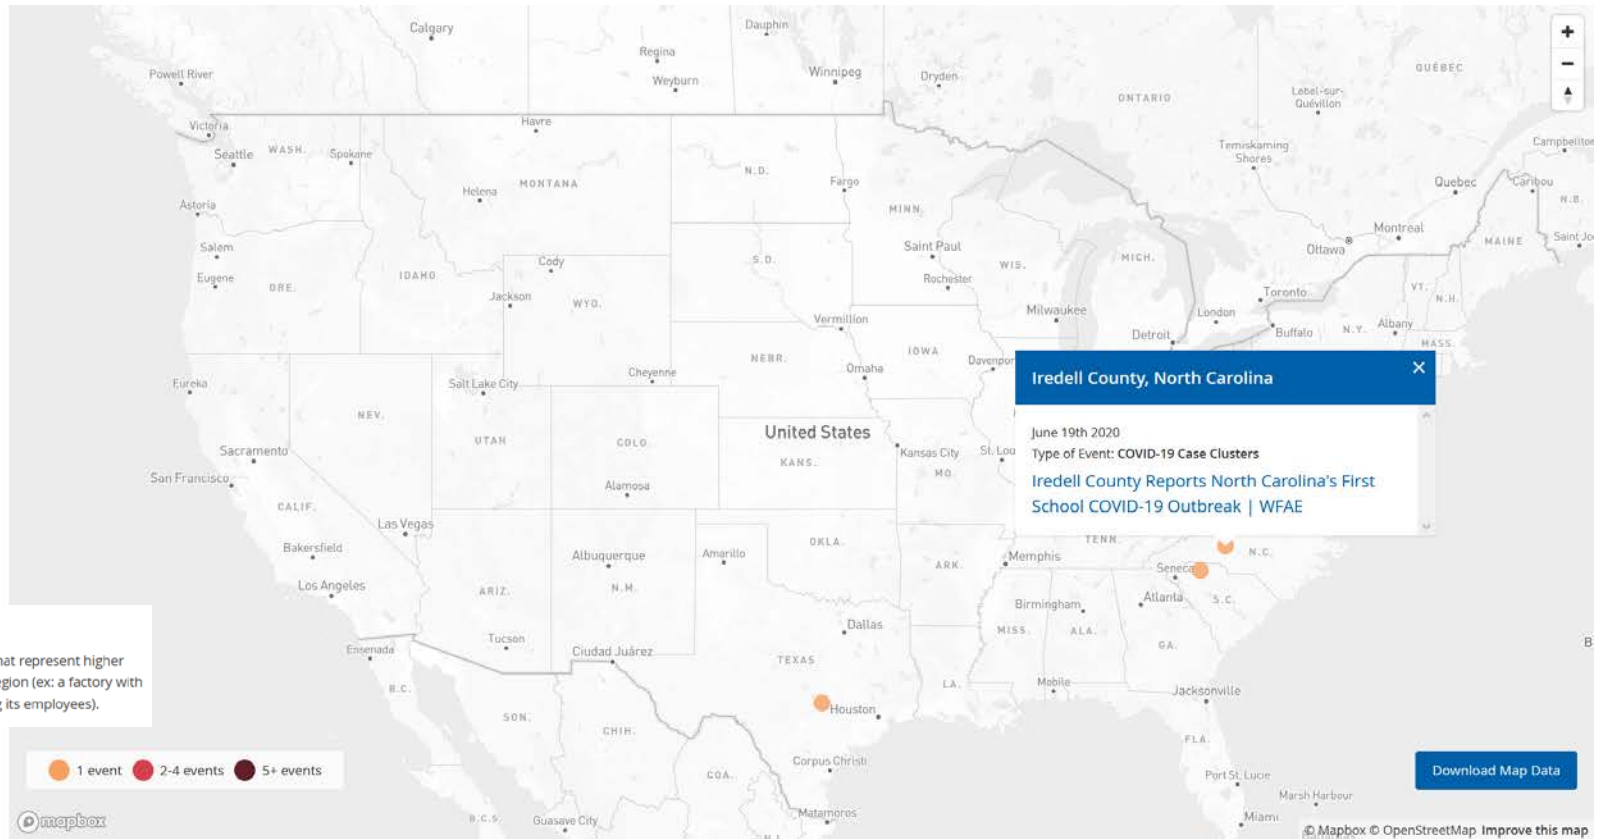 Calgary
Dauphin
Regina
Weyburn
Winnipeg
Dryden
Powell River
ONTARIO
QUÉBEC
Lebel-sur-
Quévillon
Victoria
Havre
Seattle
WASH.
Spokane
Temiskaming
Shores
N.D.
Fargo
MONTANA
Helena
Quebec
Caribou
N.B.
Astoria
MINN.
Salem
Saint Paul
Montreal
Ottawa
MAINE
Eugene
ORE.
IDAHO
Cody
S.D.
WIS.
MICH.
Rochester
Jackson
WYO.
Toronto
VT.
N.H.
Vermillion
Milwaukee
London
Buffalo
N.Y.
Albany
Detroit
MASS.
NEBR.
IOWA
Omaha
Eureka
Salt Lake City
Cheyenne
NEV.
UTAH
COLO.
United States
KANS.
Kansas City
MO.
Sacramento
San Francisco
CALIF.
Alamosa
Las Vegas
Bakersfield
Los Angeles
ARIZ.
Albuquerque
N.M.
Amarillo
OKLA.
ARK.
Memphis
TENN.
N.C.
Seneca
Atlanta
S.C.
Birmingham
MISS.
ALA.
GA.
Dallas
TEXAS
Tucson
Ensenada
Ciudad Juárez
B.C.
SON.
CHIH.
COA.
LA.
Mobile
Jacksonville
Houston
FLA.
Corpus Christi
Port St. Lucie
Marsh Harbour
Miami
B.C.S.
Guasave City
Matamoros
Iredell County, North Carolina
June 19th 2020
Type of Event: COVID-19 Case Clusters
Iredell County Reports North Carolina's First
School COVID-19 Outbreak | WFAE
represent higher
(ex: a factory with
its employees).
1 event 2-4 events 5+ events
Download Map Data
mapbox
© Mapbox © OpenStreetMap Improve this map